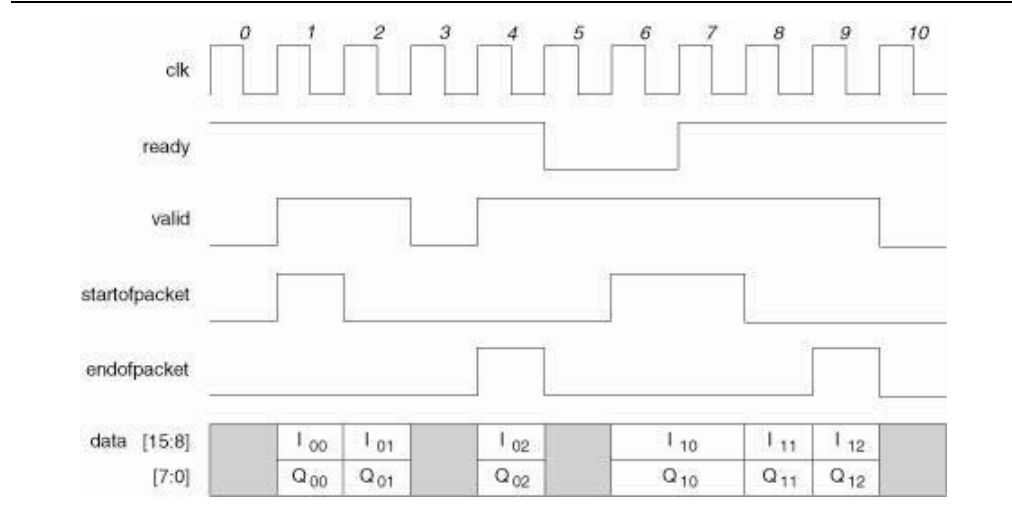 0 1 2 3 4 5 6 7 8 9 10
clk
ready
valid
startofpacket
endofpacket
data [15:8] I 00 I 01 I 02 I 10 I 11 I 12
[7:0] Q 00 Q 01 Q 02 Q 10 Q 11 Q 12